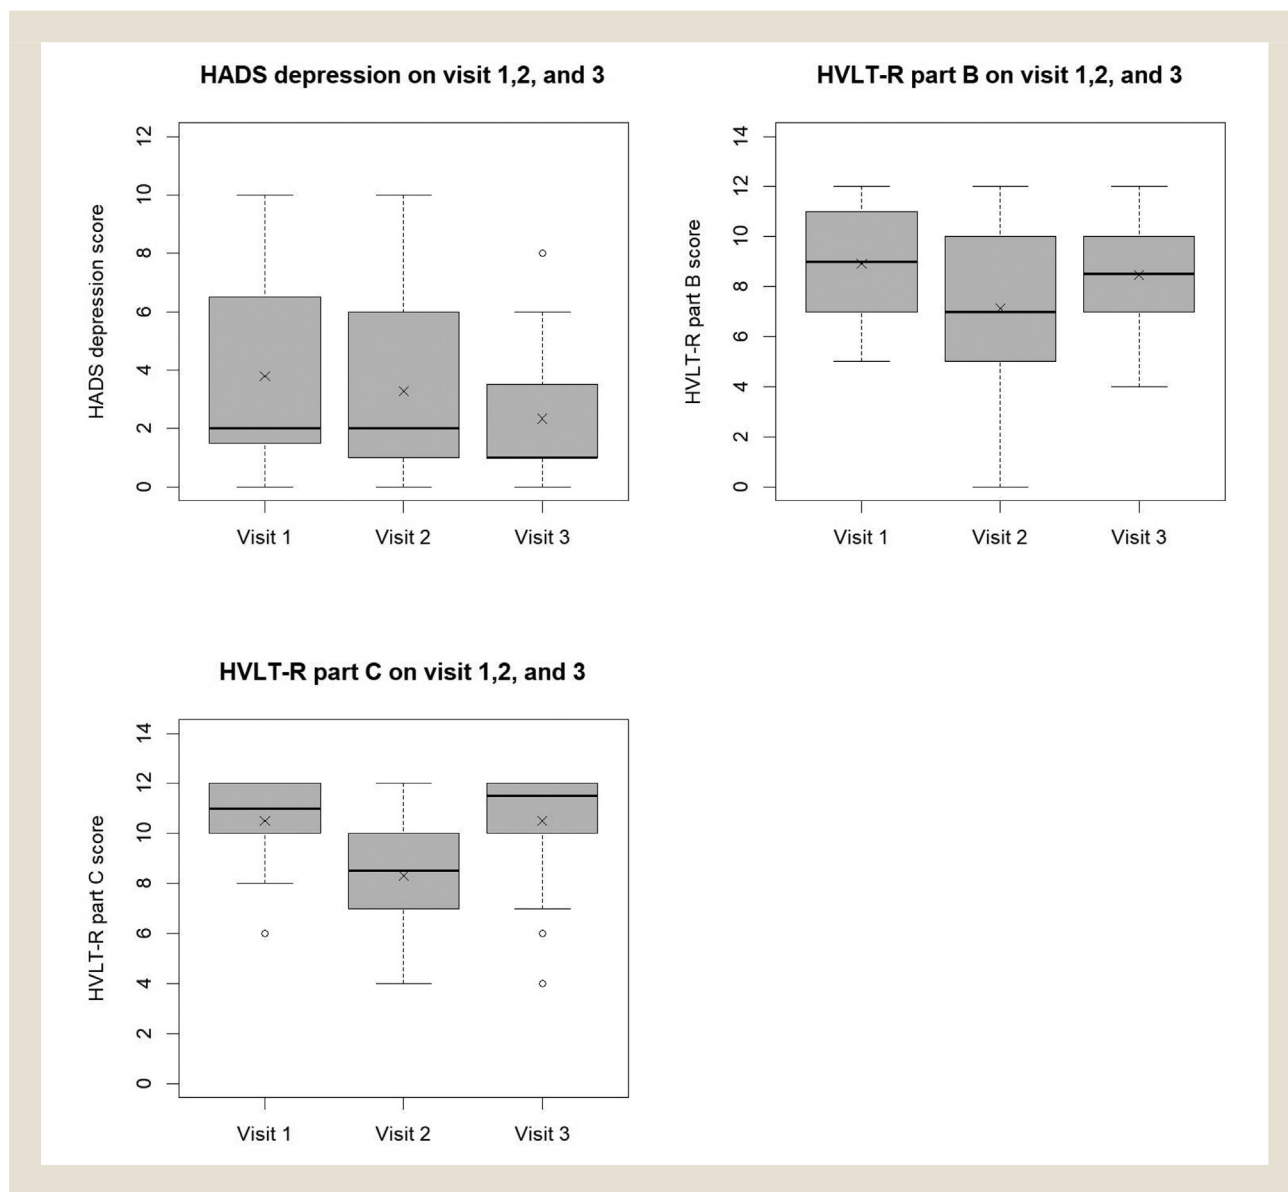 HADS depression on visit 1,2, and 3
HADS depression score
12
10
8
6
4
2
0
Visit 1 Visit 2 Visit 3
HVLT-R part B on visit 1,2, and 3
HVLT-R part B score
14
12
10
8
6
4
2
0
Visit 1 Visit 2 Visit 3
HVLT-R part C on visit 1,2, and 3
HVLT-R part C score
14
12
10
8
6
4
2
0
Visit 1 Visit 2 Visit 3